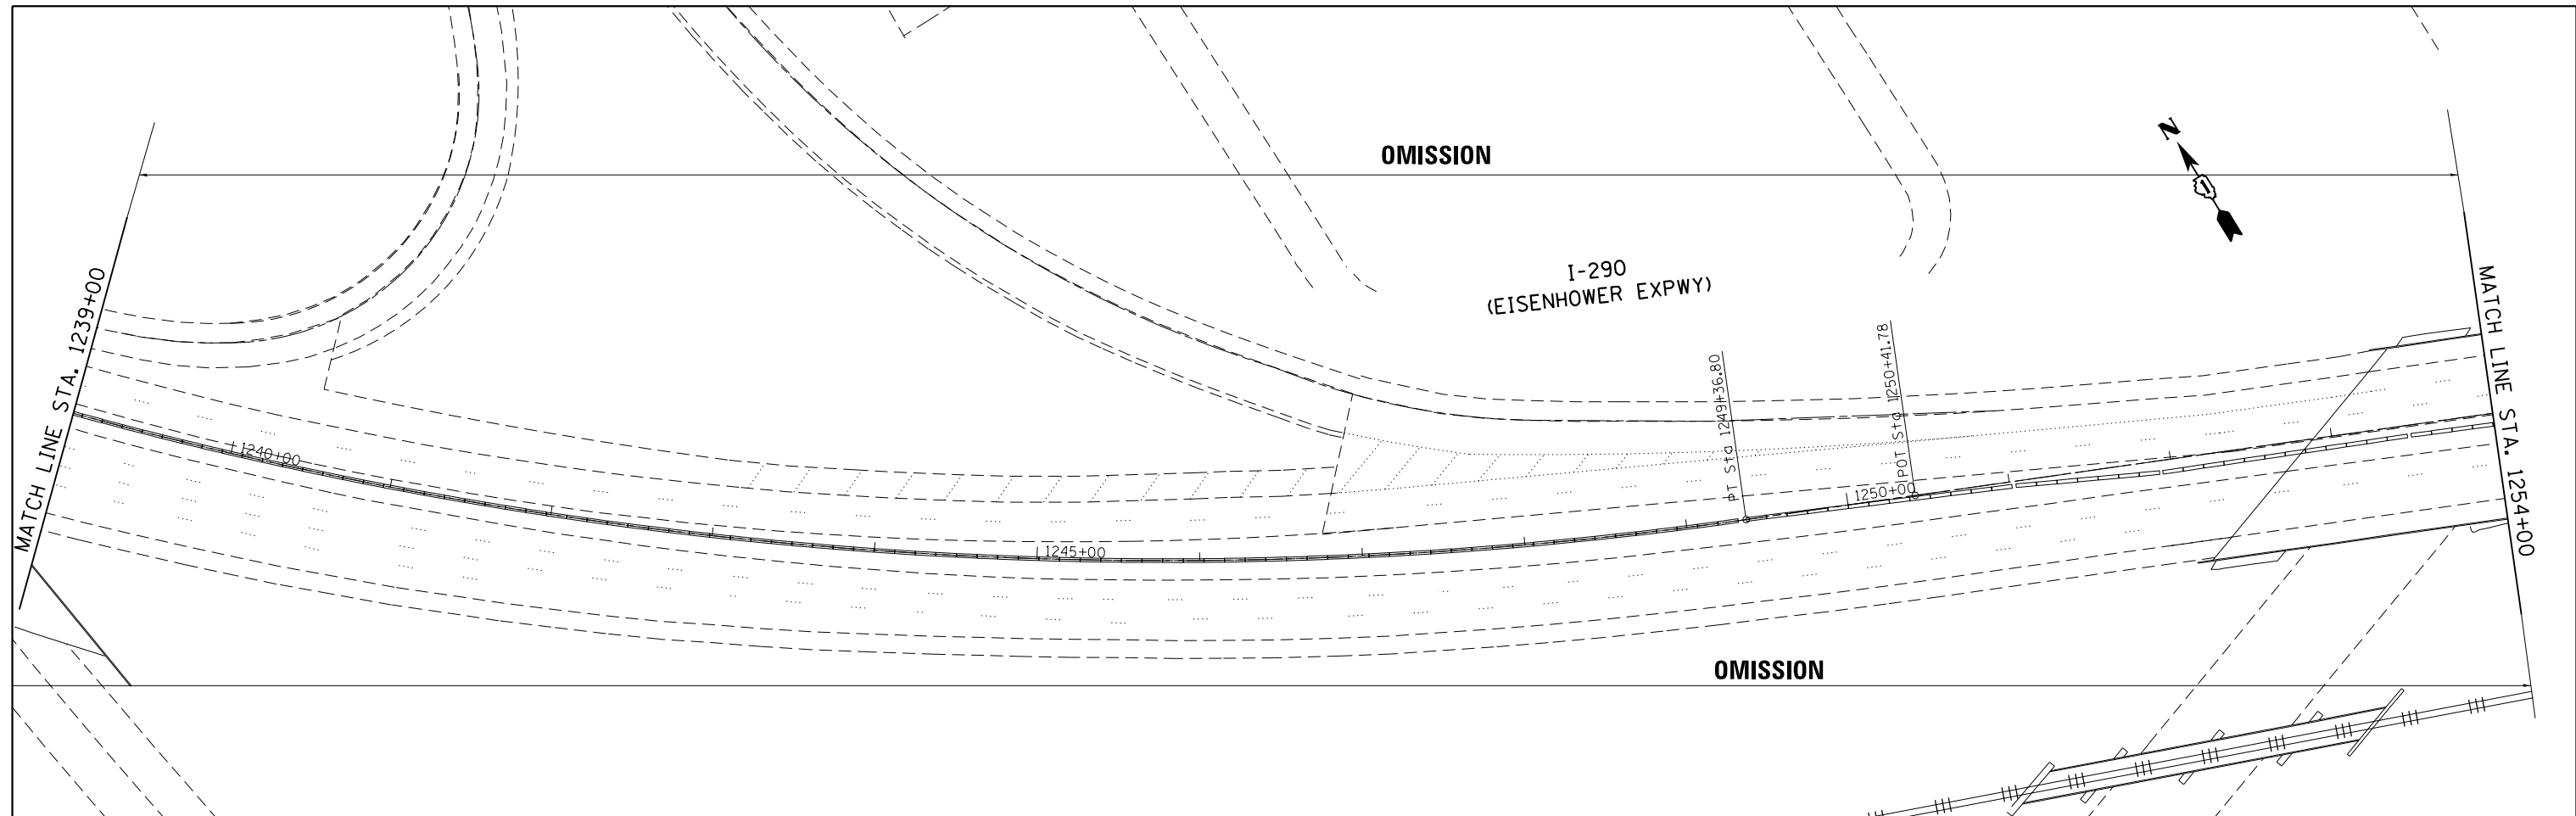 OMISSION
N
1
I-290
(EISENHOWER EXPWY)
MATCH LINE STA. 1239+00
MATCH LINE STA. 1254+00
PT Sta 1249+36.80
POT Sta 1250+41.78
1240+00
1245+00
1250+00
OMISSION